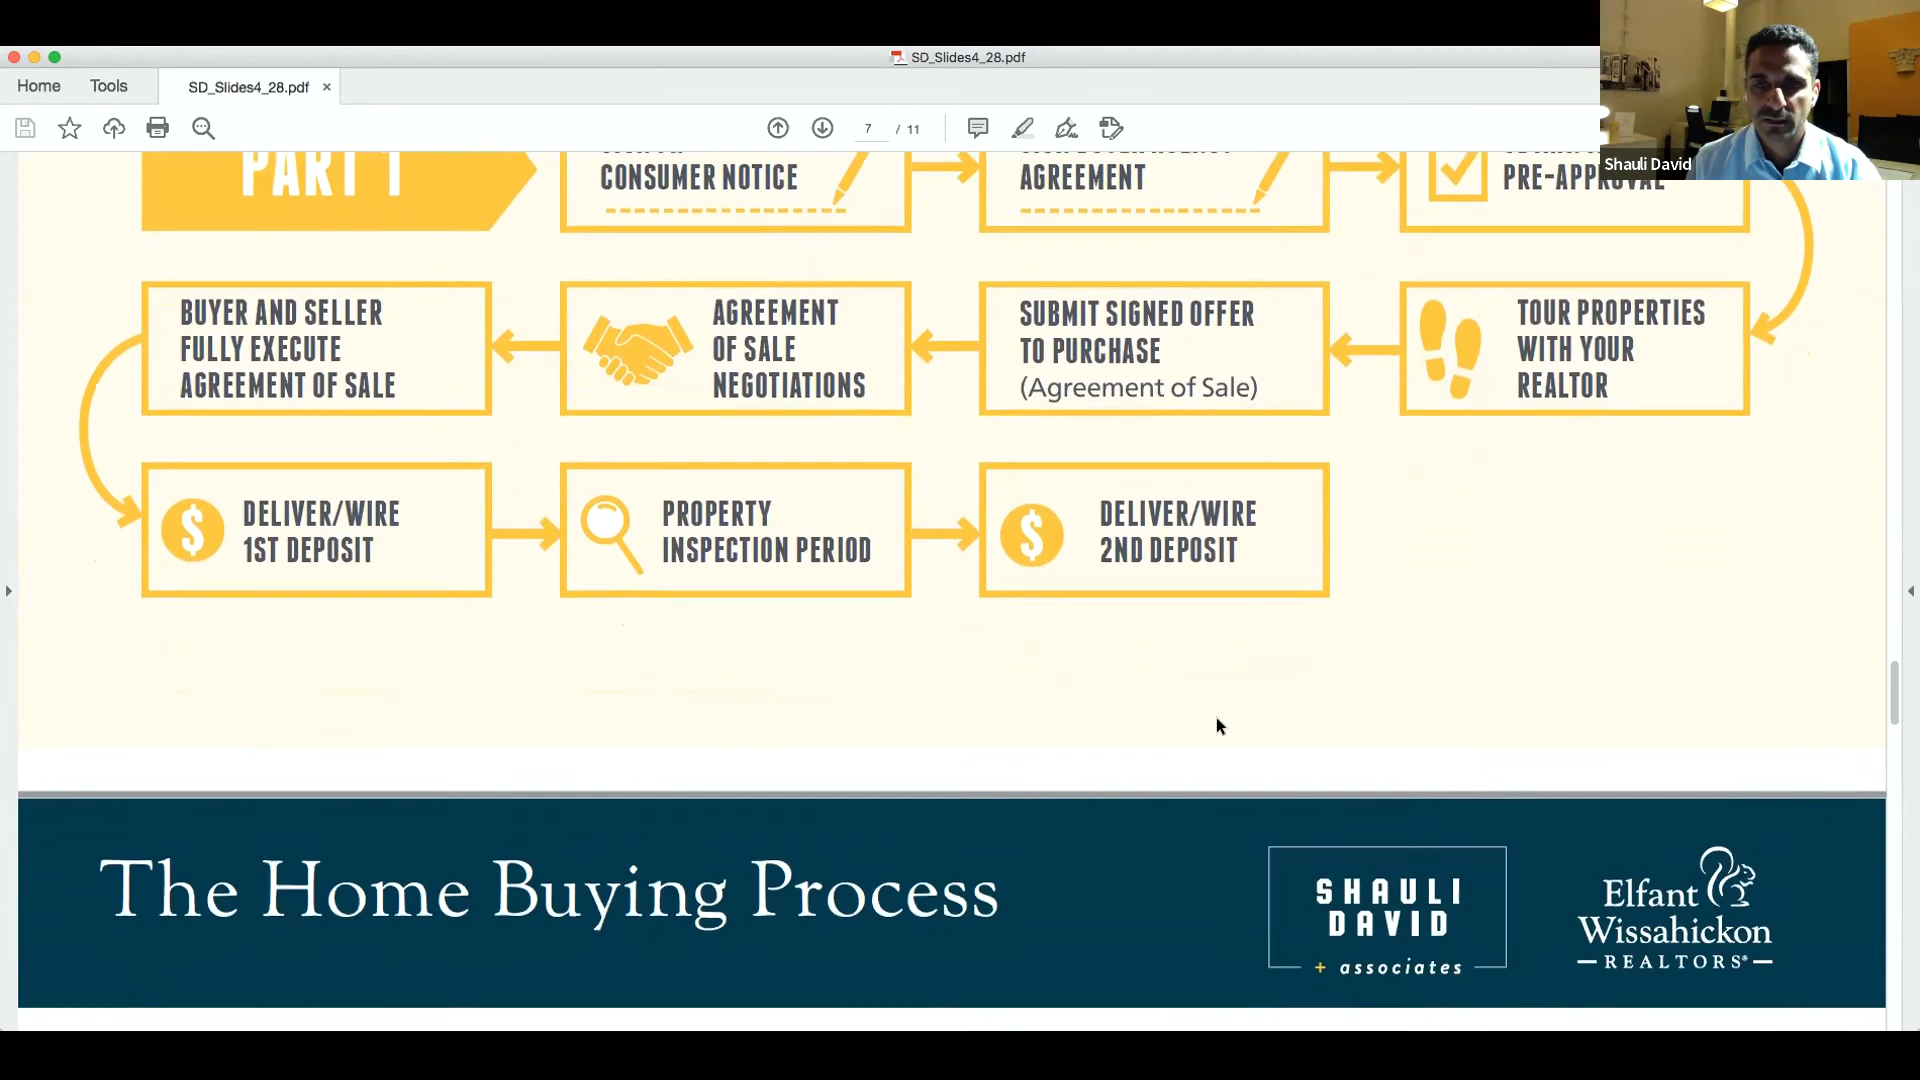 SD_Slides4_28.pdf
Home
Tools
SD_Slides4_28.pdf ×
7 / 11
Shauli David
PART 1
CONSUMER NOTICE
AGREEMENT
PRE-APPROVAL
BUYER AND SELLER
FULLY EXECUTE
AGREEMENT OF SALE
AGREEMENT
OF SALE
NEGOTIATIONS
SUBMIT SIGNED OFFER
TO PURCHASE
(Agreement of Sale)
TOUR PROPERTIES
WITH YOUR
REALTOR
$
DELIVER/WIRE
1ST DEPOSIT
PROPERTY
INSPECTION PERIOD
$
DELIVER/WIRE
2ND DEPOSIT
The Home Buying Process
SHAULI
DAVID
+ associates
Elfant
Wissahickon
REALTORS®